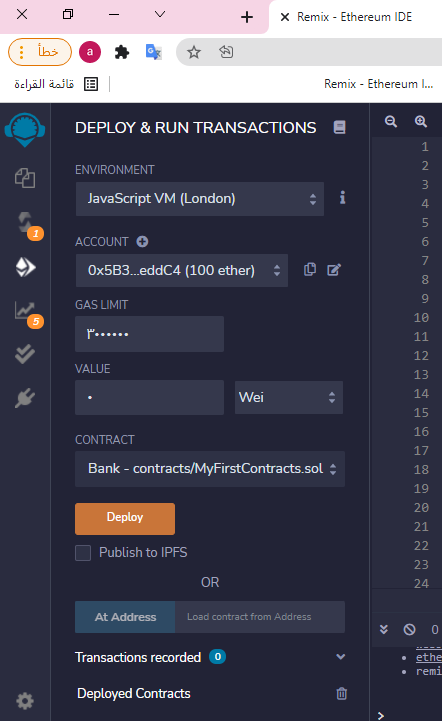 Remix - Ethereum IDE
خطأ
a
قائمة القراءة
Remix - Ethereum I...
DEPLOY & RUN TRANSACTIONS
ENVIRONMENT
JavaScript VM (London)
i
ACCOUNT
0x5B3...eddC4 (100 ether)
GAS LIMIT
٣٠٠٠٠٠٠
VALUE
٠
Wei
CONTRACT
Bank - contracts/MyFirstContracts.sol
Deploy
Publish to IPFS
OR
At Address
Load contract from Address
Transactions recorded 0
Deployed Contracts
1
5
1
2
3
4
5
6
7
8
9
10
11
12
13
14
15
16
17
18
19
20
21
22
23
24
0
ethe
remi
>